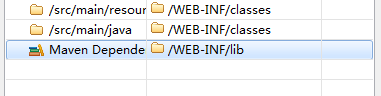 /src/main/resour /WEB-INF/classes
/src/main/java /WEB-INF/classes
Maven Depende /WEB-INF/lib